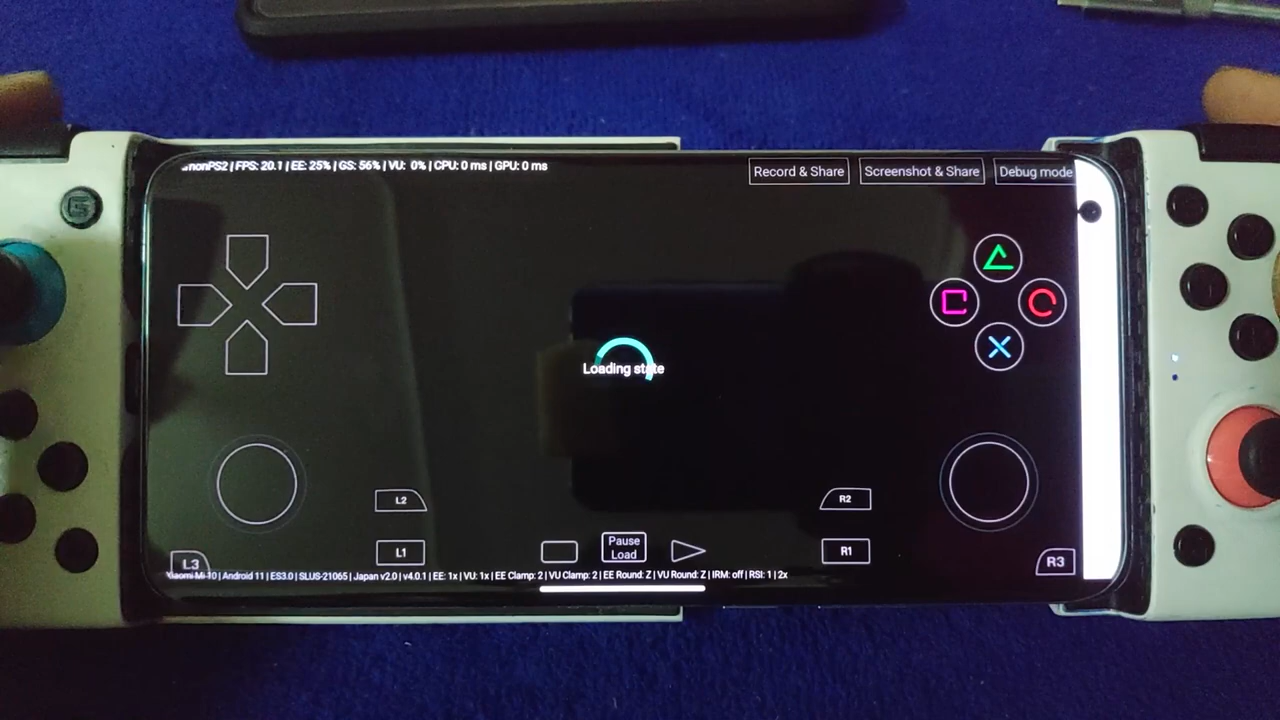 monPS2 | FPS: 20.1 | EE: 25% | GS: 56% | VU: 0% | CPU: 0 ms | GPU: 0 ms
Record & Share
Screenshot & Share
Debug mode
Loading state
L2
R2
L1
Pause
Load
R1
L3
R3
Xiaomi Mi 10 | Android 11 | ES3.0 | SLUS-21065 | Japan v2.0 | v4.0.1 | EE: 1x | VU: 1x | EE Clamp: 2 | VU Clamp: 2 | EE Round: Z | VU Round: Z | IRM: off | RSI: 1 | 2x